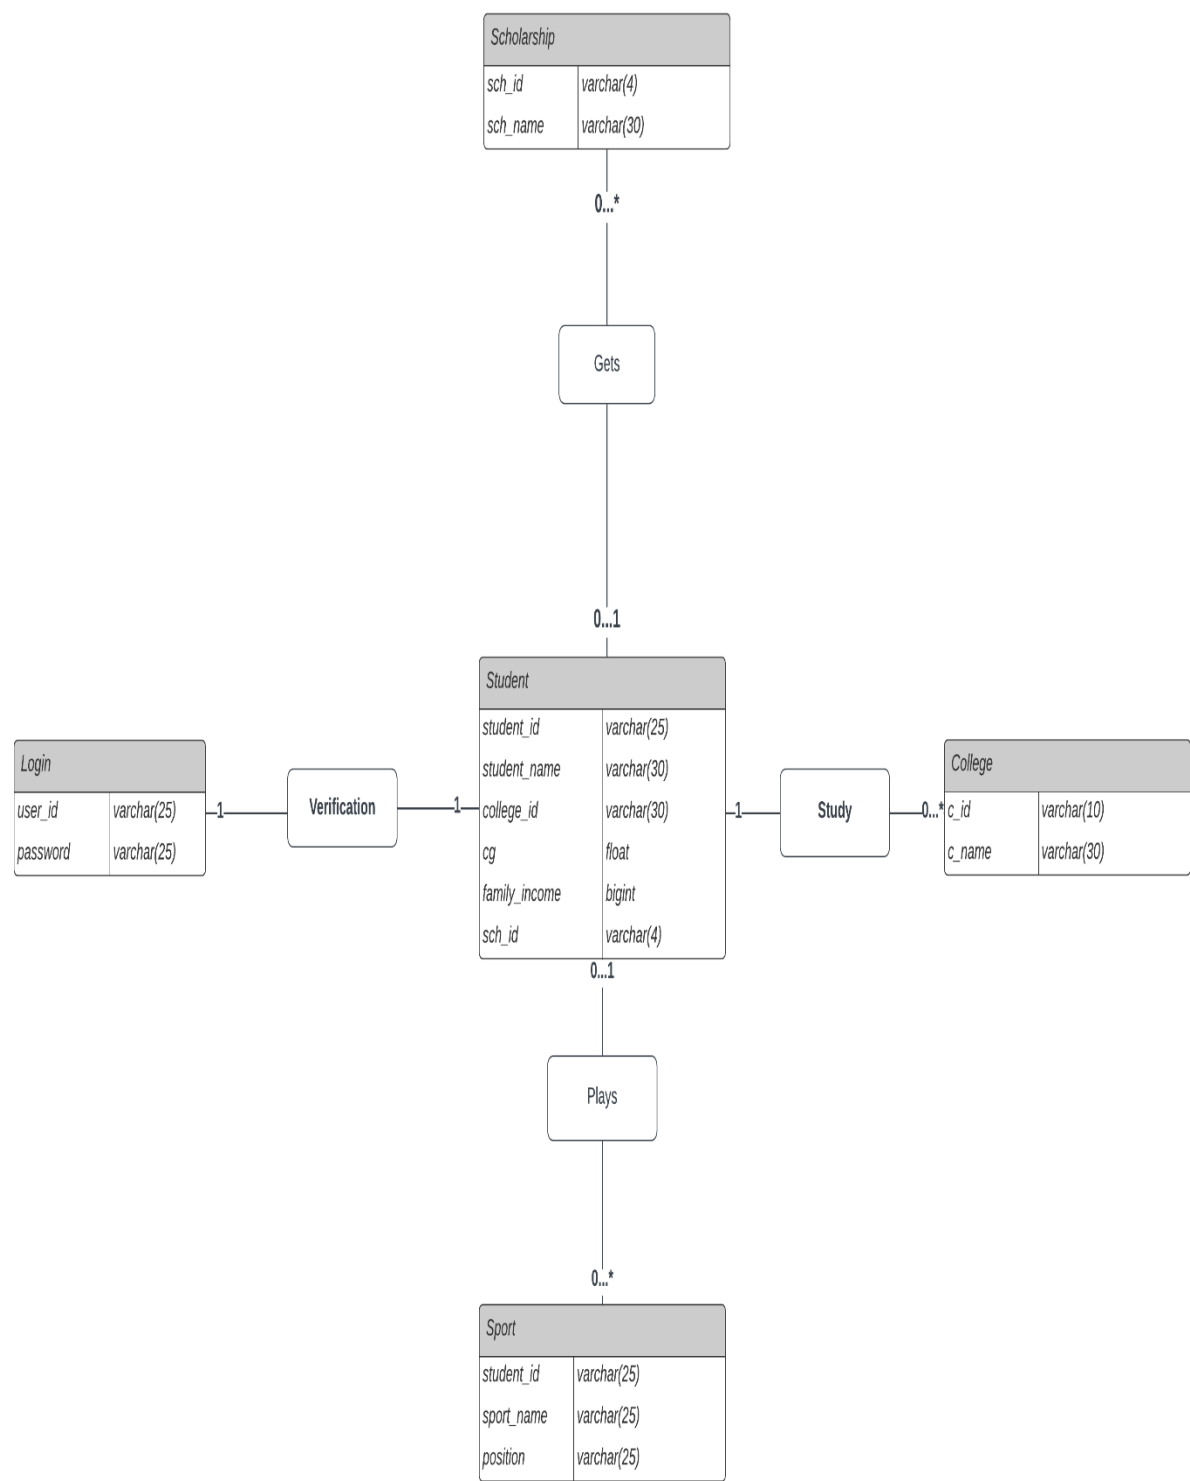 Scholarship
sch_id varchar(4)
sch_name varchar(30)
0...*
Gets
0...1
Student
student_id varchar(25)
student_name varchar(30)
college_id varchar(30)
cg float
family_income bigint
sch_id varchar(4)
Login
user_id varchar(25)
password varchar(25)
1
Verification
1
1
Study
0...*
College
c_id varchar(10)
c_name varchar(30)
0...1
Plays
0...*
Sport
student_id varchar(25)
sport_name varchar(25)
position varchar(25)